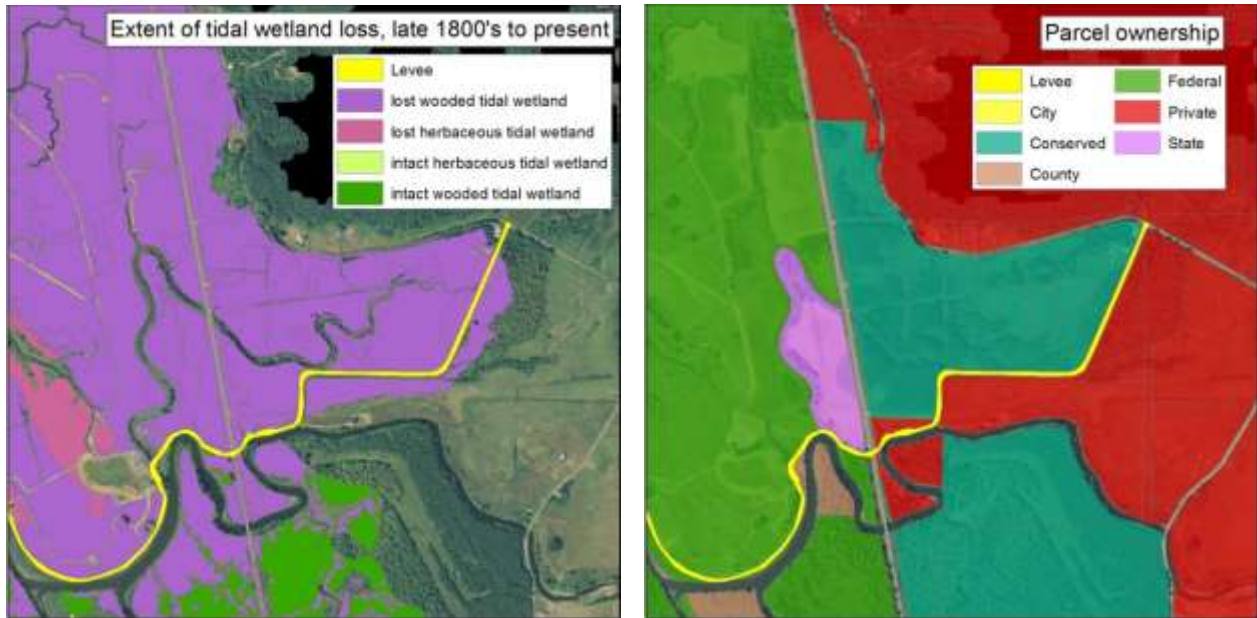 Extent of tidal wetland loss, late 1800's to present
Levee
lost wooded tidal wetland
lost herbaceous tidal wetland
intact herbaceous tidal wetland
intact wooded tidal wetland
Parcel ownership
Levee
City
Conserved
County
Federal
Private
State